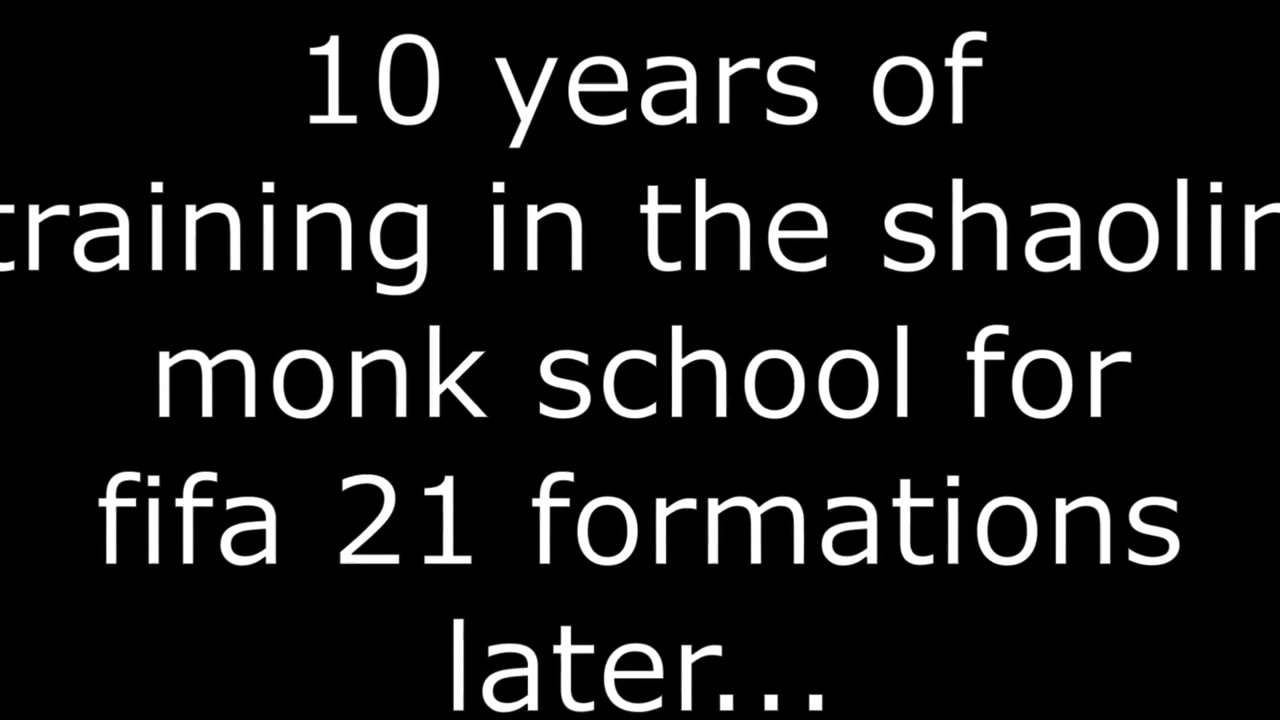 10 years of
training in the shaolin
monk school for
fifa 21 formations
later...